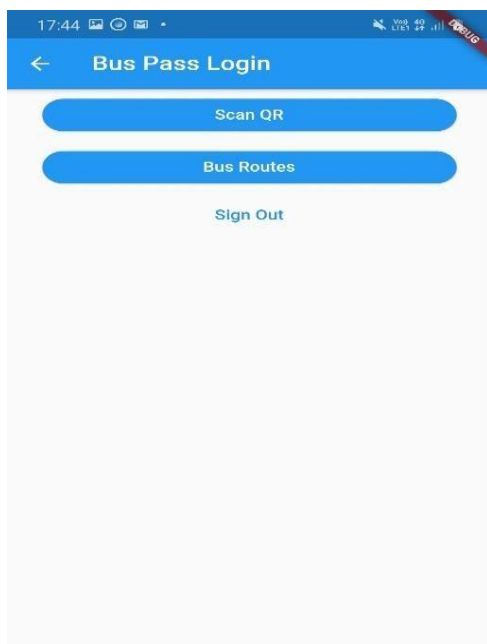 17:44
DEBUG
Bus Pass Login
Scan QR
Bus Routes
Sign Out